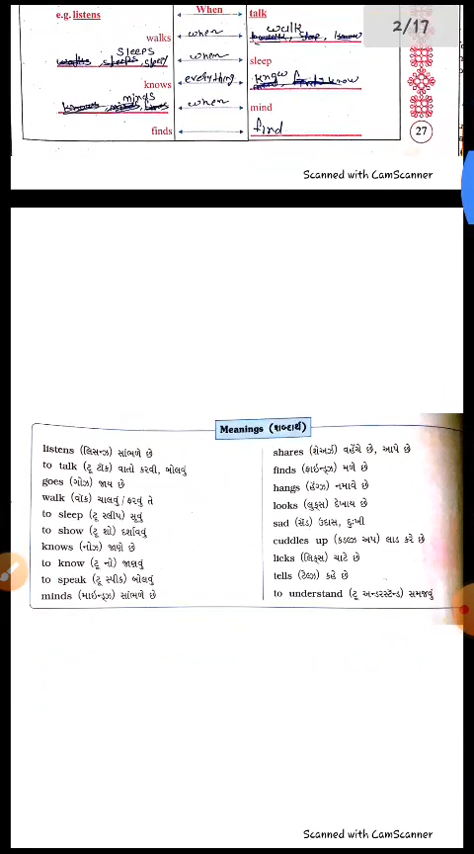 2/17
e.g. listens When talk
walks when walk
sleeps when sleep
knows everything know
minds when mind
finds find
27
Scanned with CamScanner
Meanings (શબ્દાર્થ)
listens (લિસન્ઝ) સાંભળે છે
to talk (ટૂ ટૉક) વાતો કરવી, બોલવું
goes (ગોઝ) જાય છે
walk (વૉક) ચાલવું / ફરવું તે
to sleep (ટૂ સ્લીપ) સૂવું
to show (ટૂ શો) દર્શાવવું
knows (નોઝ) જાણે છે
to know (ટૂ નો) જાણવું
to speak (ટૂ સ્પીક) બોલવું
minds (માઇન્ડ્ઝ) સાંભળે છે
shares (શેઅર્ઝ) વહેંચે છે, આપે છે
finds (ફાઇન્ડ્ઝ) મળે છે
hangs (હૅંગ્ઝ) નમાવે છે
looks (લુક્સ) દેખાય છે
sad (સૅડ) ઉદાસ, દુઃખી
cuddles up (કડલ્ઝ અપ) લાડ કરે છે
licks (લિક્સ) ચાટે છે
tells (ટેલ્ઝ) કહે છે
to understand (ટૂ અન્ડરસ્ટૅન્ડ) સમજવું
Scanned with CamScanner